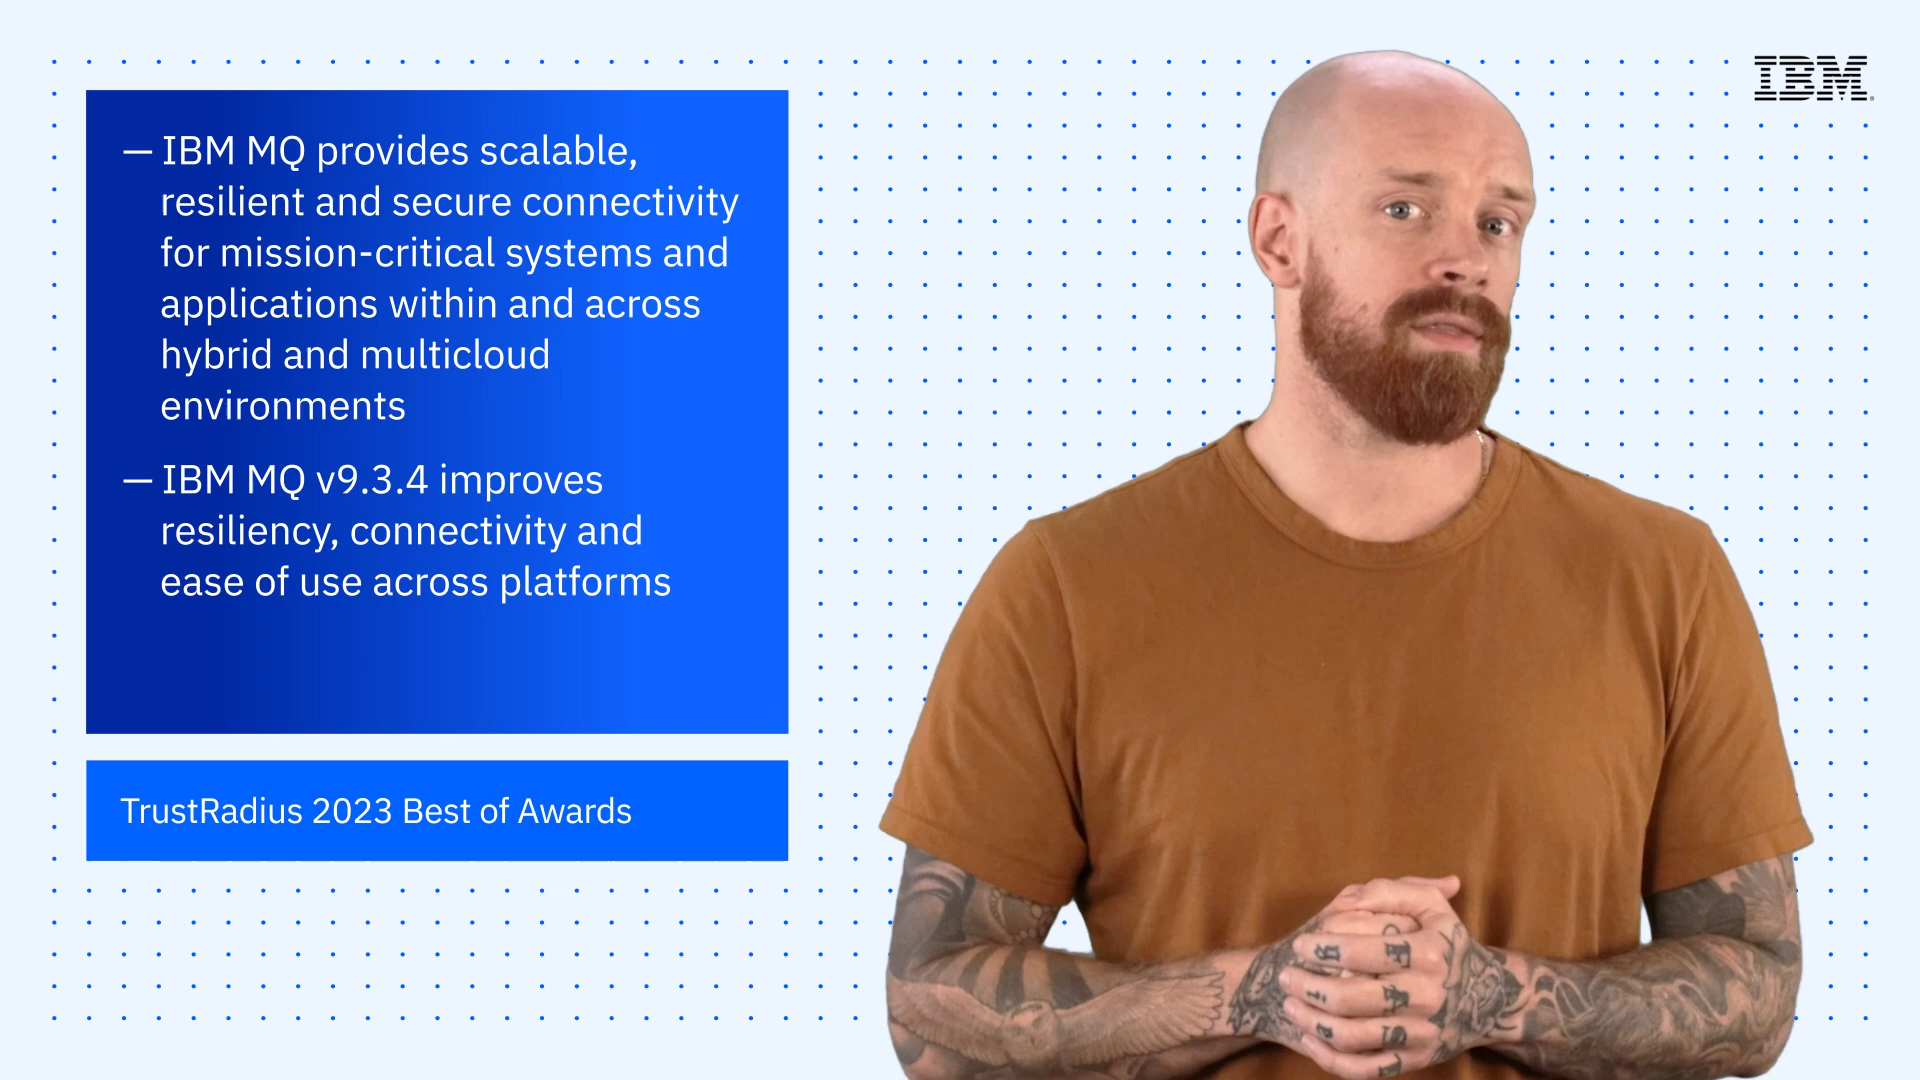 IBM
— IBM MQ provides scalable,
resilient and secure connectivity
for mission-critical systems and
applications within and across
hybrid and multicloud
environments
— IBM MQ v9.3.4 improves
resiliency, connectivity and
ease of use across platforms
TrustRadius 2023 Best of Awards
FAST